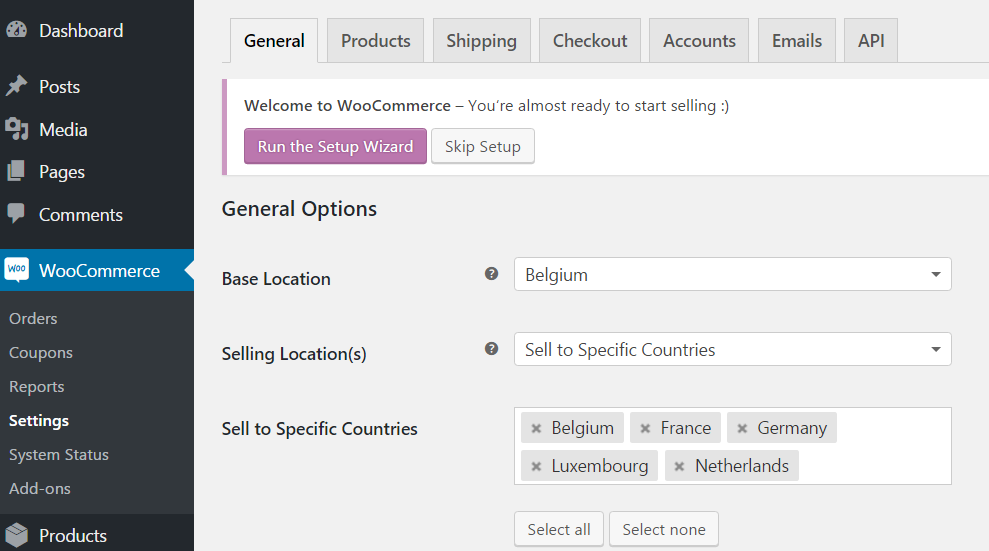 Dashboard
Posts
Media
Pages
Comments
Woo WooCommerce
Orders
Coupons
Reports
Settings
System Status
Add-ons
Products
General Products Shipping Checkout Accounts Emails API
Welcome to WooCommerce – You’re almost ready to start selling :)
Run the Setup Wizard Skip Setup
General Options
Base Location ? Belgium
Selling Location(s) ? Sell to Specific Countries
Sell to Specific Countries × Belgium × France × Germany
× Luxembourg × Netherlands
Select all Select none